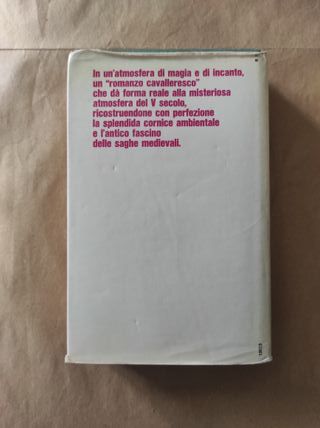 In un'atmosfera di magia e di incanto,
un "romanzo cavalleresco"
che dà forma reale alla misteriosa
atmosfera del V secolo,
ricostruendone con perfezione
la splendida cornice ambientale
e l'antico fascino
delle saghe medievali.